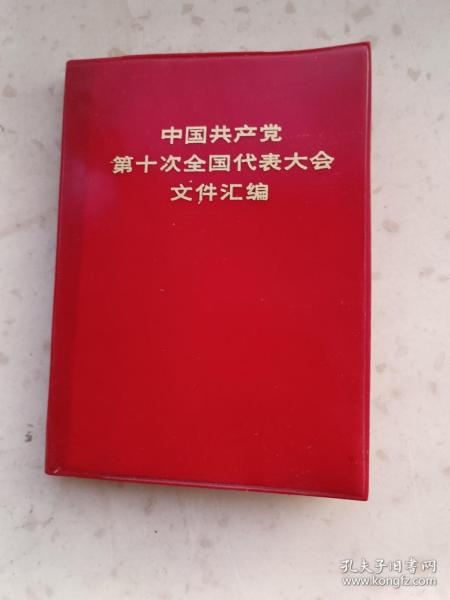 中国共产党
第十次全国代表大会
文件汇编
孔夫子旧书网
www.kongfz.com